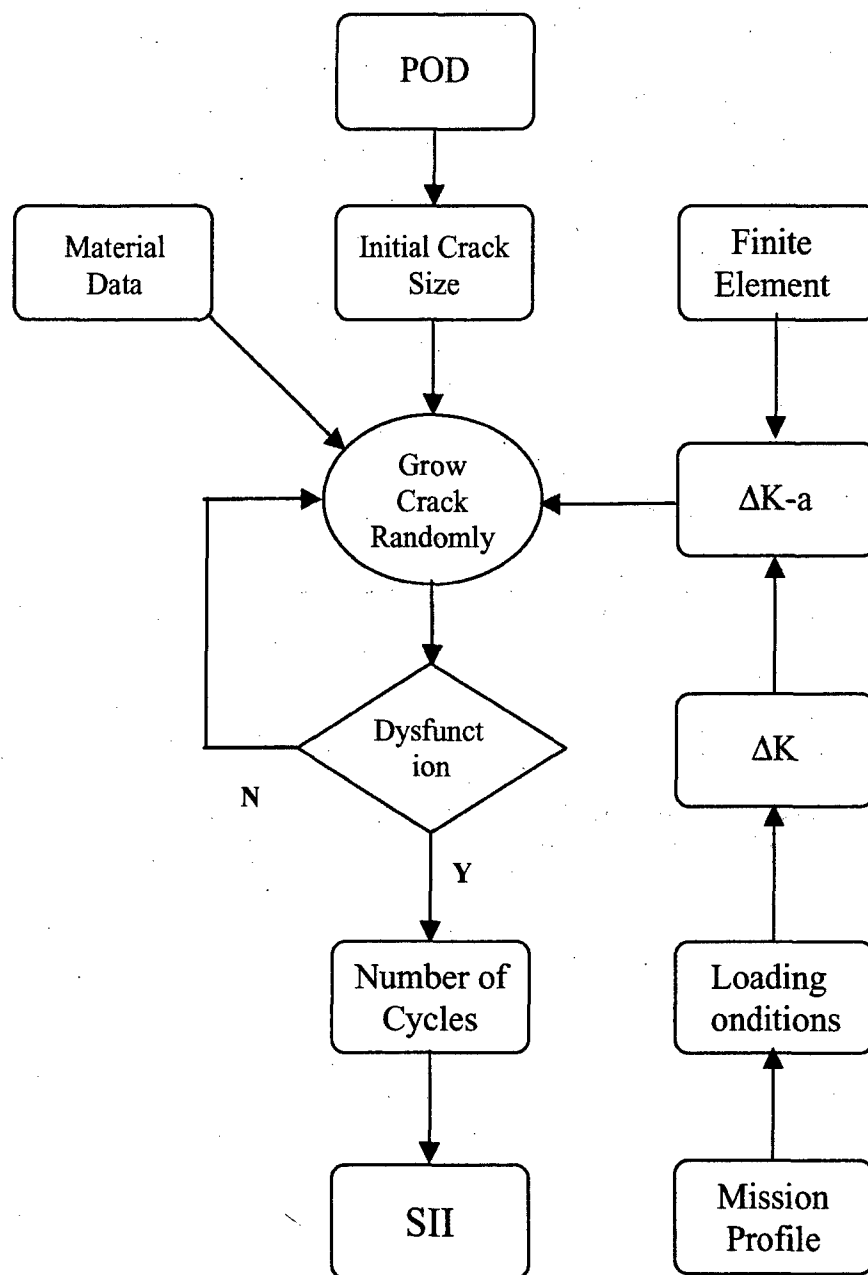 POD
Material
Data
Initial Crack
Size
Finite
Element
Grow
Crack
Randomly
ΔK-a
Dysfunct
ion
N
Y
ΔK
Number of
Cycles
Loading
onditions
SII
Mission
Profile